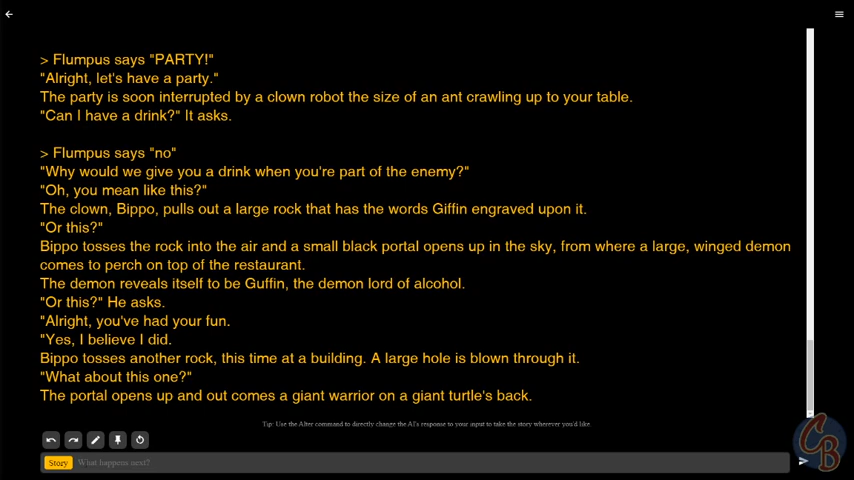 > Flumpus says "PARTY!"
"Alright, let's have a party."
The party is soon interrupted by a clown robot the size of an ant crawling up to your table.
"Can I have a drink?" It asks.
> Flumpus says "no"
"Why would we give you a drink when you're part of the enemy?"
"Oh, you mean like this?"
The clown, Bippo, pulls out a large rock that has the words Giffin engraved upon it.
"Or this?"
Bippo tosses the rock into the air and a small black portal opens up in the sky, from where a large, winged demon
comes to perch on top of the restaurant.
The demon reveals itself to be Guffin, the demon lord of alcohol.
"Or this?" He asks.
"Alright, you've had your fun.
"Yes, I believe I did.
Bippo tosses another rock, this time at a building. A large hole is blown through it.
"What about this one?"
The portal opens up and out comes a giant warrior on a giant turtle's back.
Tip: Use the Alter command to directly change the AI's response to your input to take the story wherever you'd like.
Story What happens next?
CB